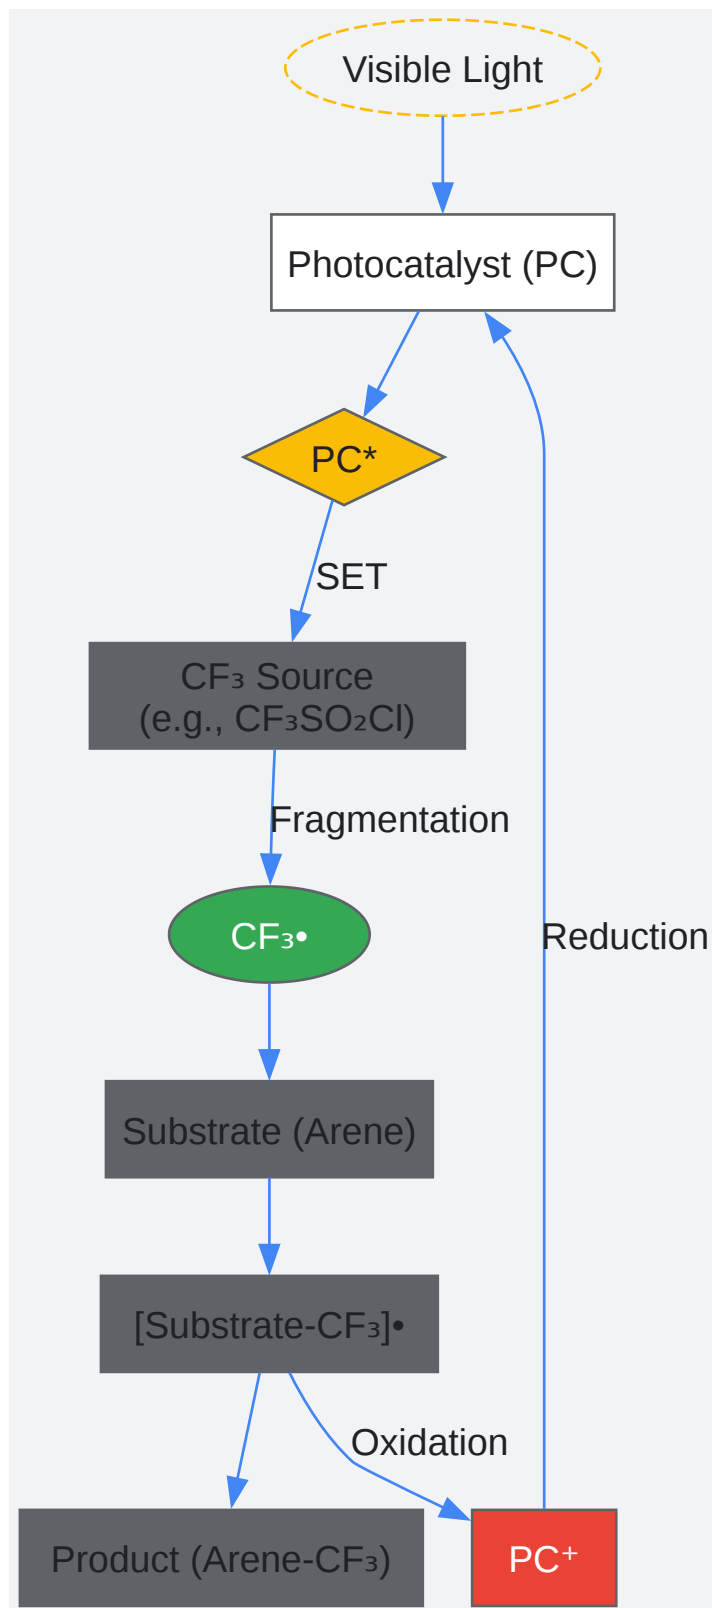 Visible Light
Photocatalyst (PC)
PC*
SET
CF₃ Source
(e.g., CF₃SO₂Cl)
Fragmentation
CF₃•
Reduction
Substrate (Arene)
[Substrate-CF₃]•
Oxidation
Product (Arene-CF₃)
PC⁺